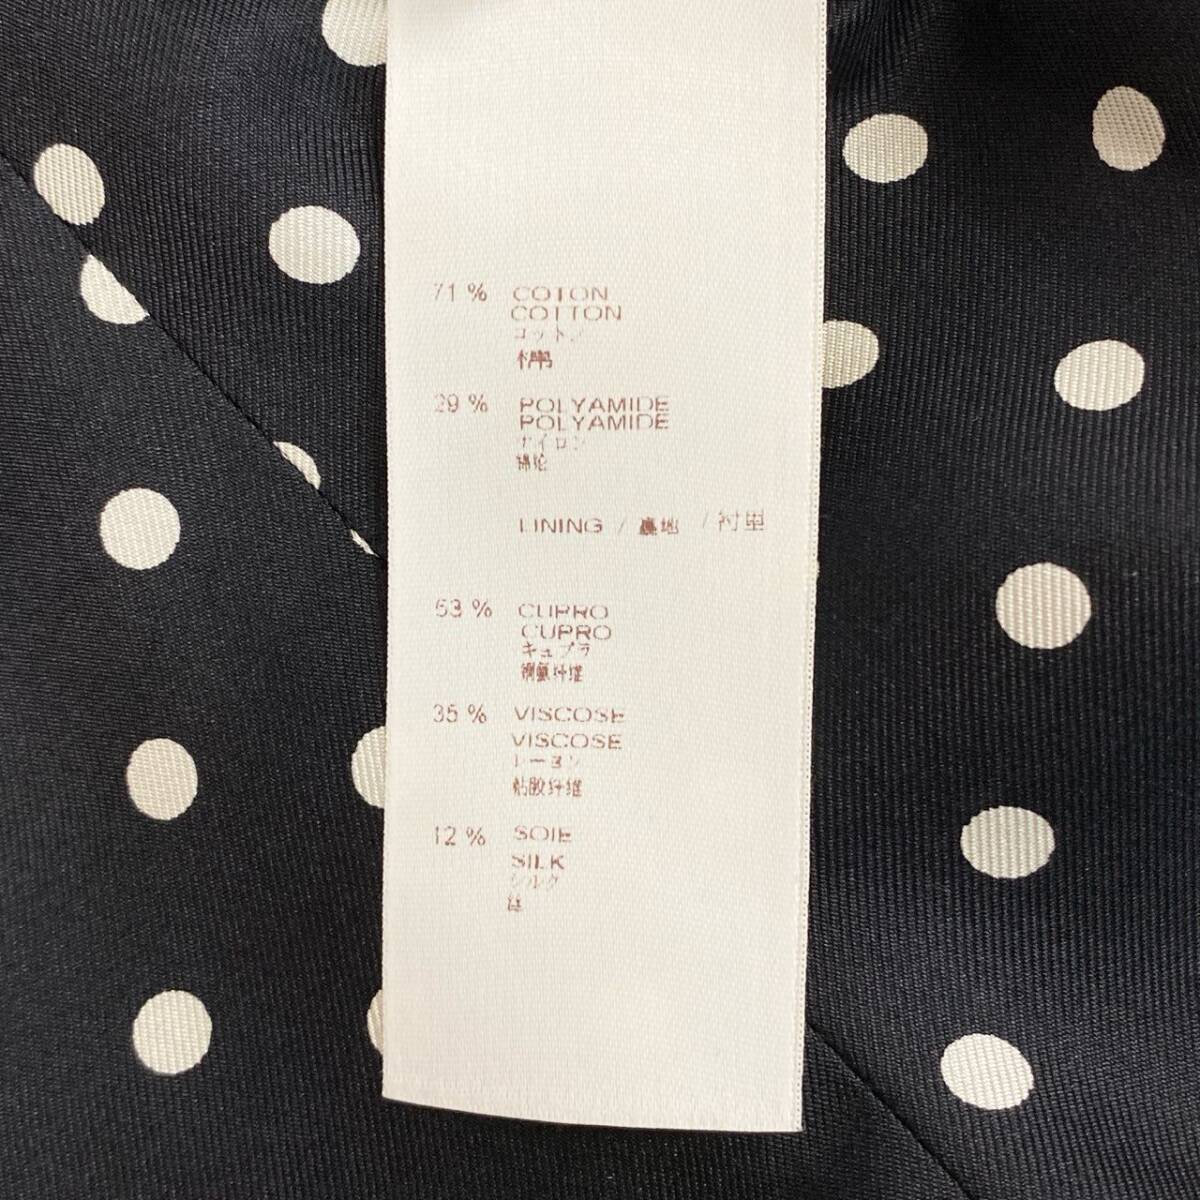 71 % COTON
COTTON
コットン
棉
29 % POLYAMIDE
POLYAMIDE
ナイロン
锦纶
LINING / 裏地 / 衬里
53 % CUPRO
CUPRO
キュプラ
铜氨纤维
35 % VISCOSE
VISCOSE
レーヨン
粘胶纤维
12 % SOIE
SILK
シルク
丝